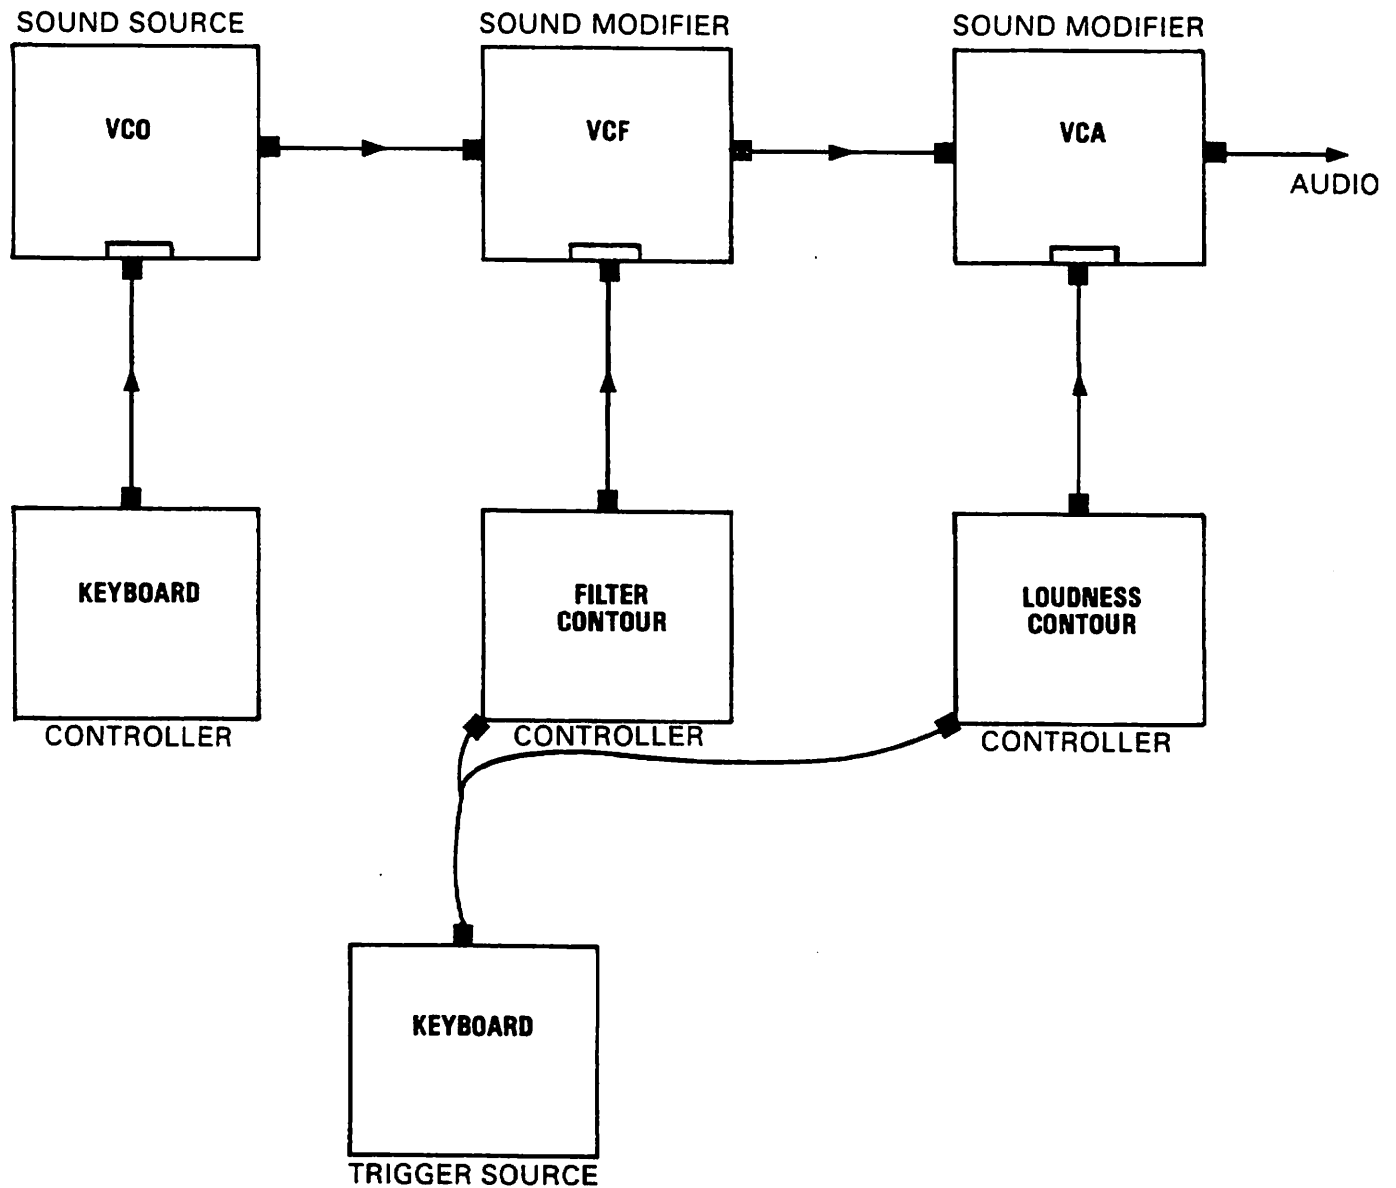 SOUND SOURCE
SOUND MODIFIER
SOUND MODIFIER
VCO
VCF
VCA
AUDIO
KEYBOARD
FILTER
CONTOUR
LOUDNESS
CONTOUR
CONTROLLER
CONTROLLER
CONTROLLER
KEYBOARD
TRIGGER SOURCE